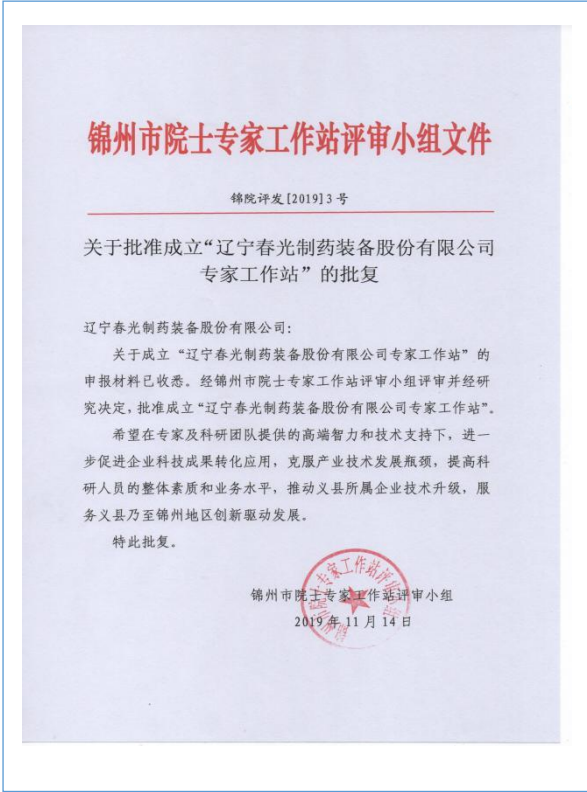 锦州市院士专家工作站评审小组文件
锦院评发[2019]3号
关于批准成立“辽宁春光制药装备股份有限公司
专家工作站”的批复
辽宁春光制药装备股份有限公司:
关于成立“辽宁春光制药装备股份有限公司专家工作站”的
申报材料已收悉。经锦州市院士专家工作站评审小组评审并经研
究决定,批准成立“辽宁春光制药装备股份有限公司专家工作站”。
希望在专家及科研团队提供的高端智力和技术支持下,进一
步促进企业科技成果转化应用,克服产业技术发展瓶颈,提高科
研人员的整体素质和业务水平,推动义县所属企业技术升级,服
务义县乃至锦州地区创新驱动发展。
特此批复。
锦州市院士专家工作站评审小组
2019年11月14日